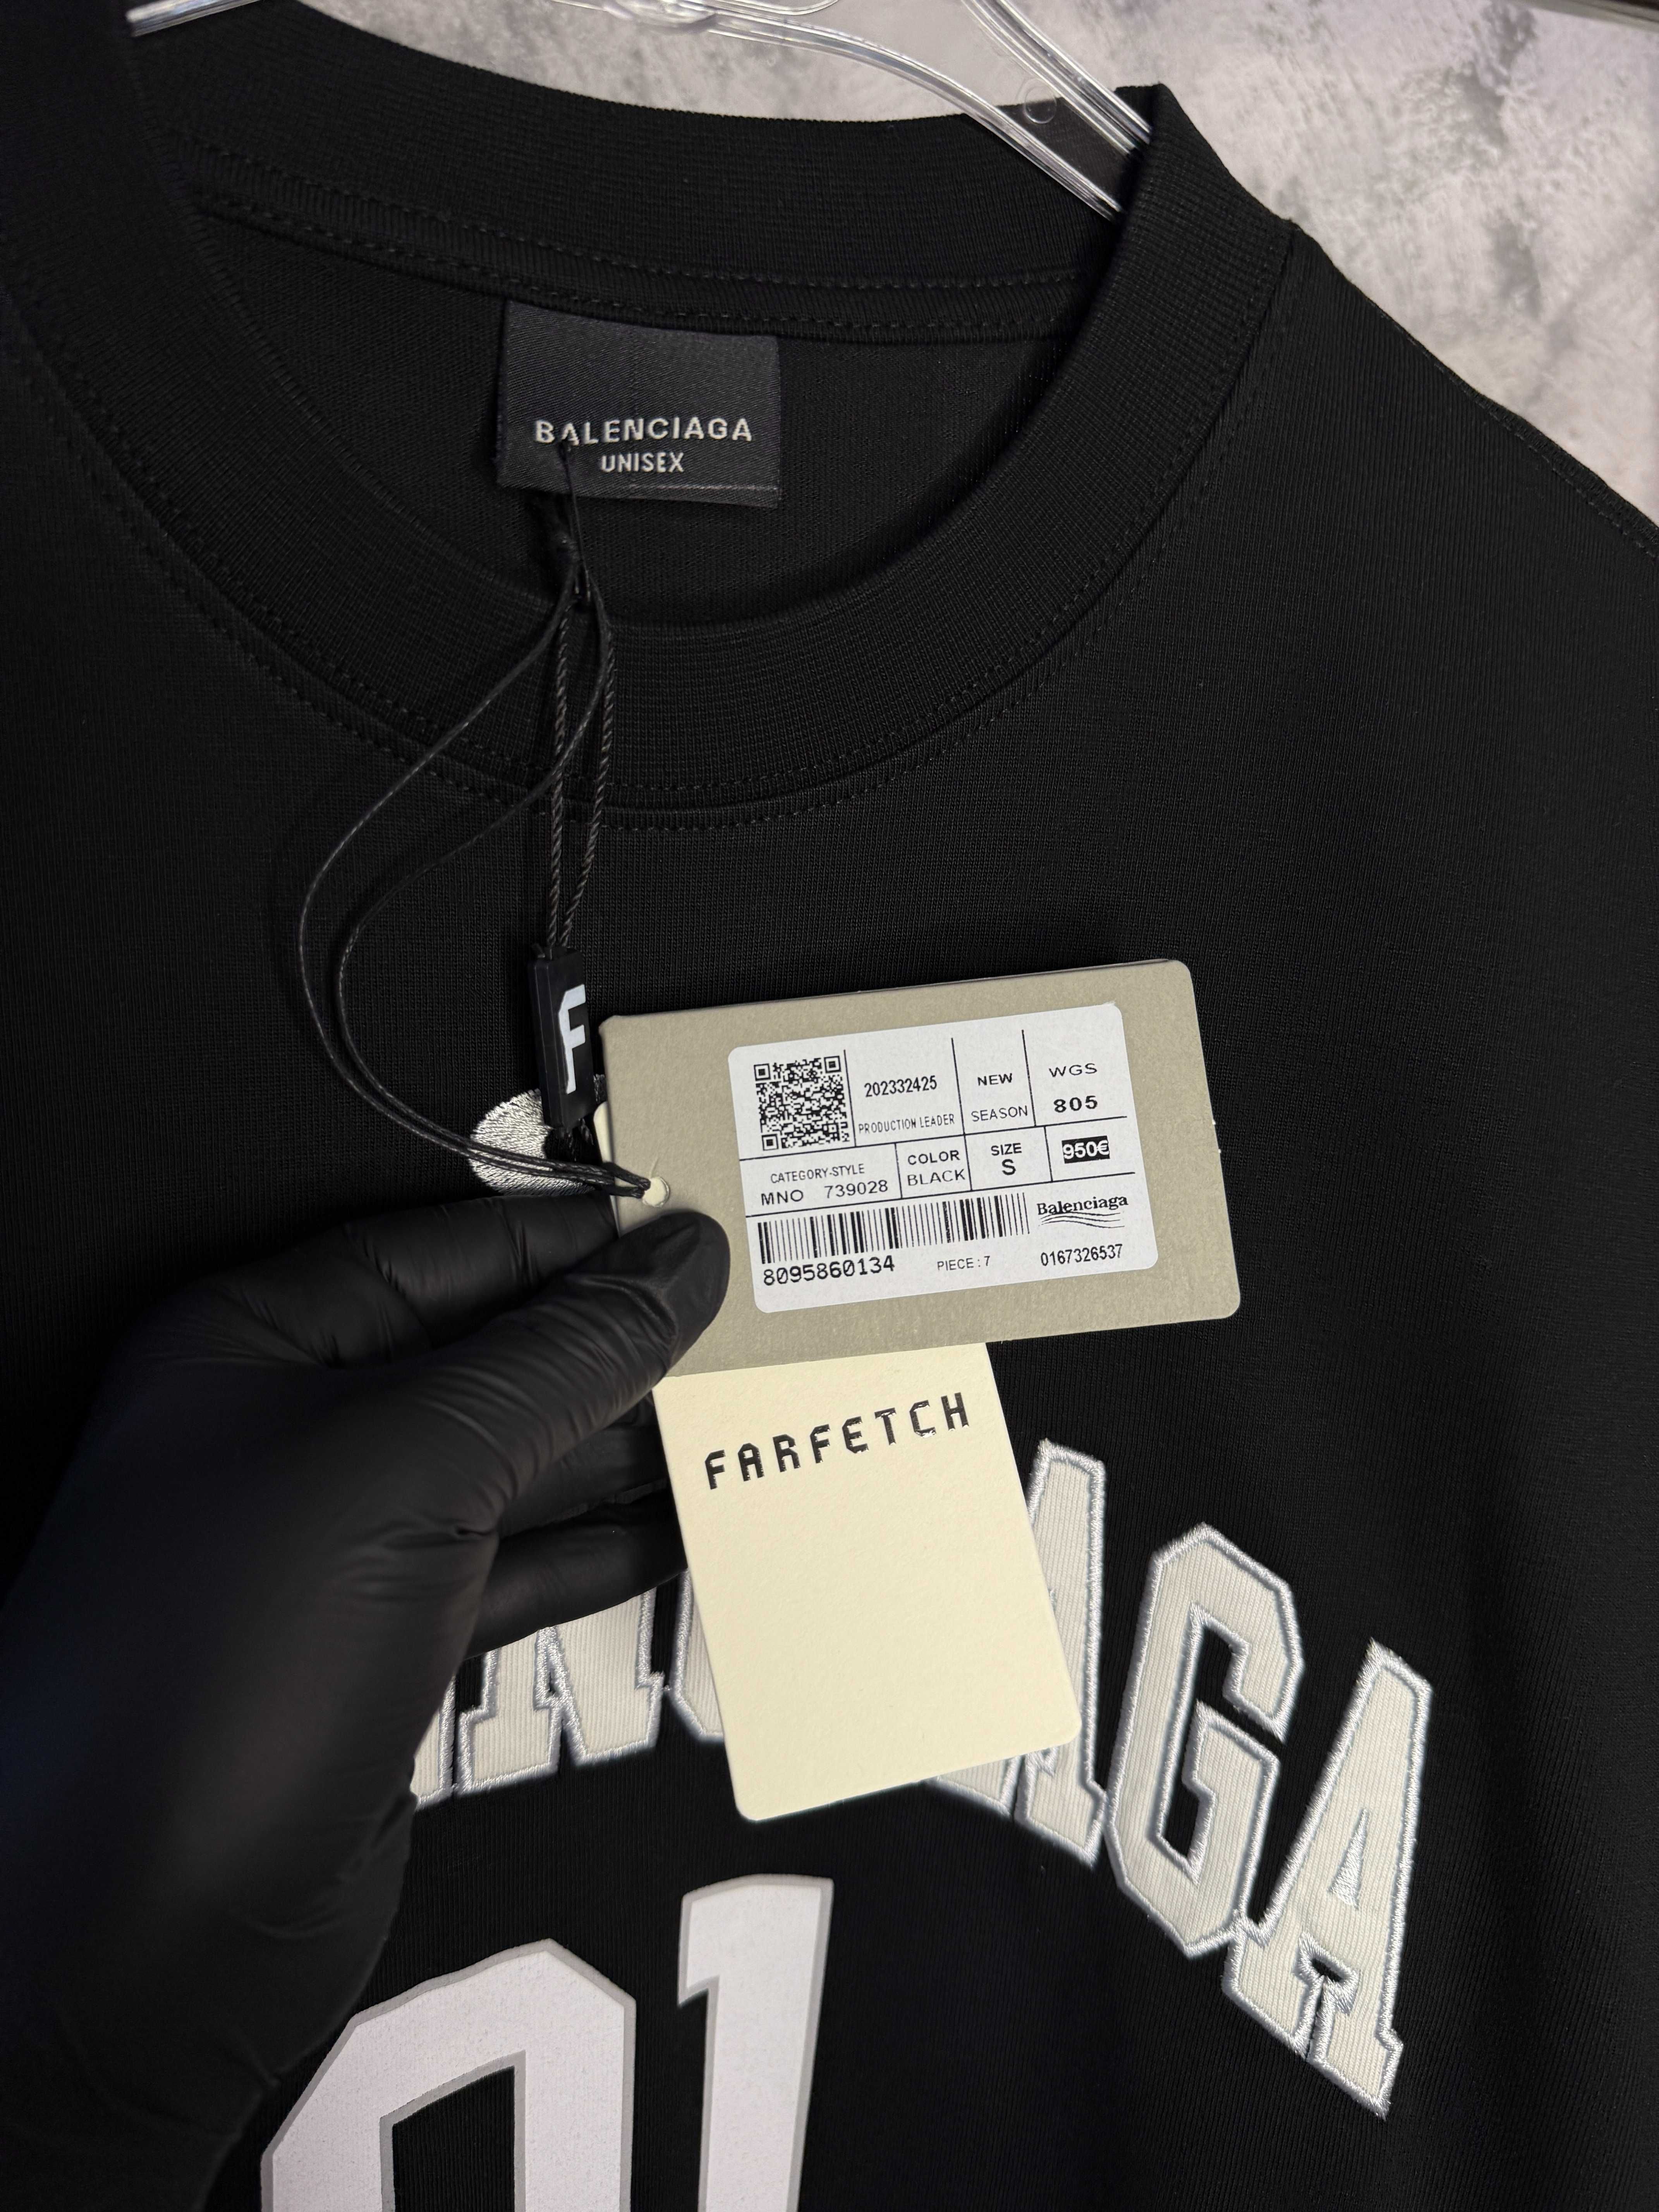 BALENCIAGA
UNISEX
F
202332425
PRODUCTION LEADER
NEW
SEASON
WGS
805
CATEGORY-STYLE
MNO 739028
COLOR
BLACK
SIZE
S
950€
Balenciaga
8095860134
PIECE : 7
0167326537
FARFETCH
AGA